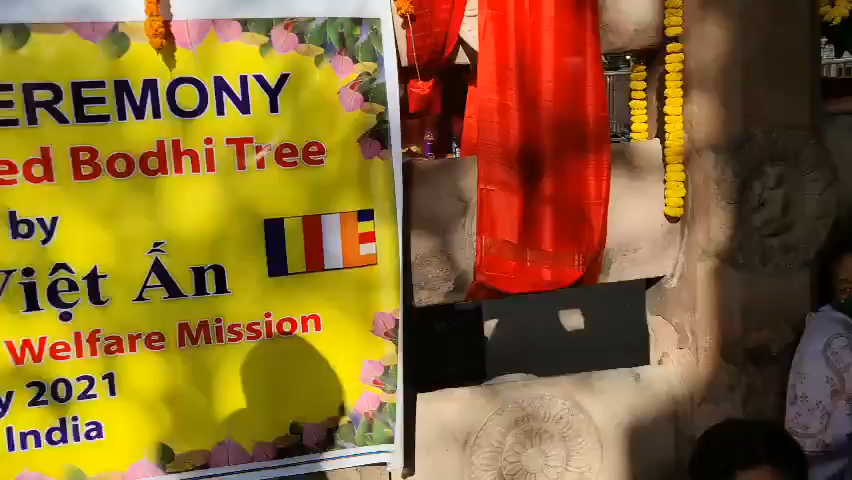 EREMONY
ed Bodhi Tree
by
Việt Ấn
Welfare Mission
y 2021
India